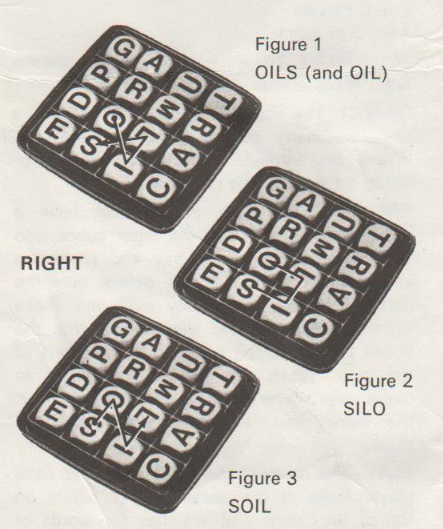 Figure 1
OILS (and OIL)
G A U T
P R M R
D O L A
E S I C
RIGHT
G A U T
P R M R
D O L A
E S I C
Figure 2
SILO
G A U T
P R M R
D O L A
E S I C
Figure 3
SOIL